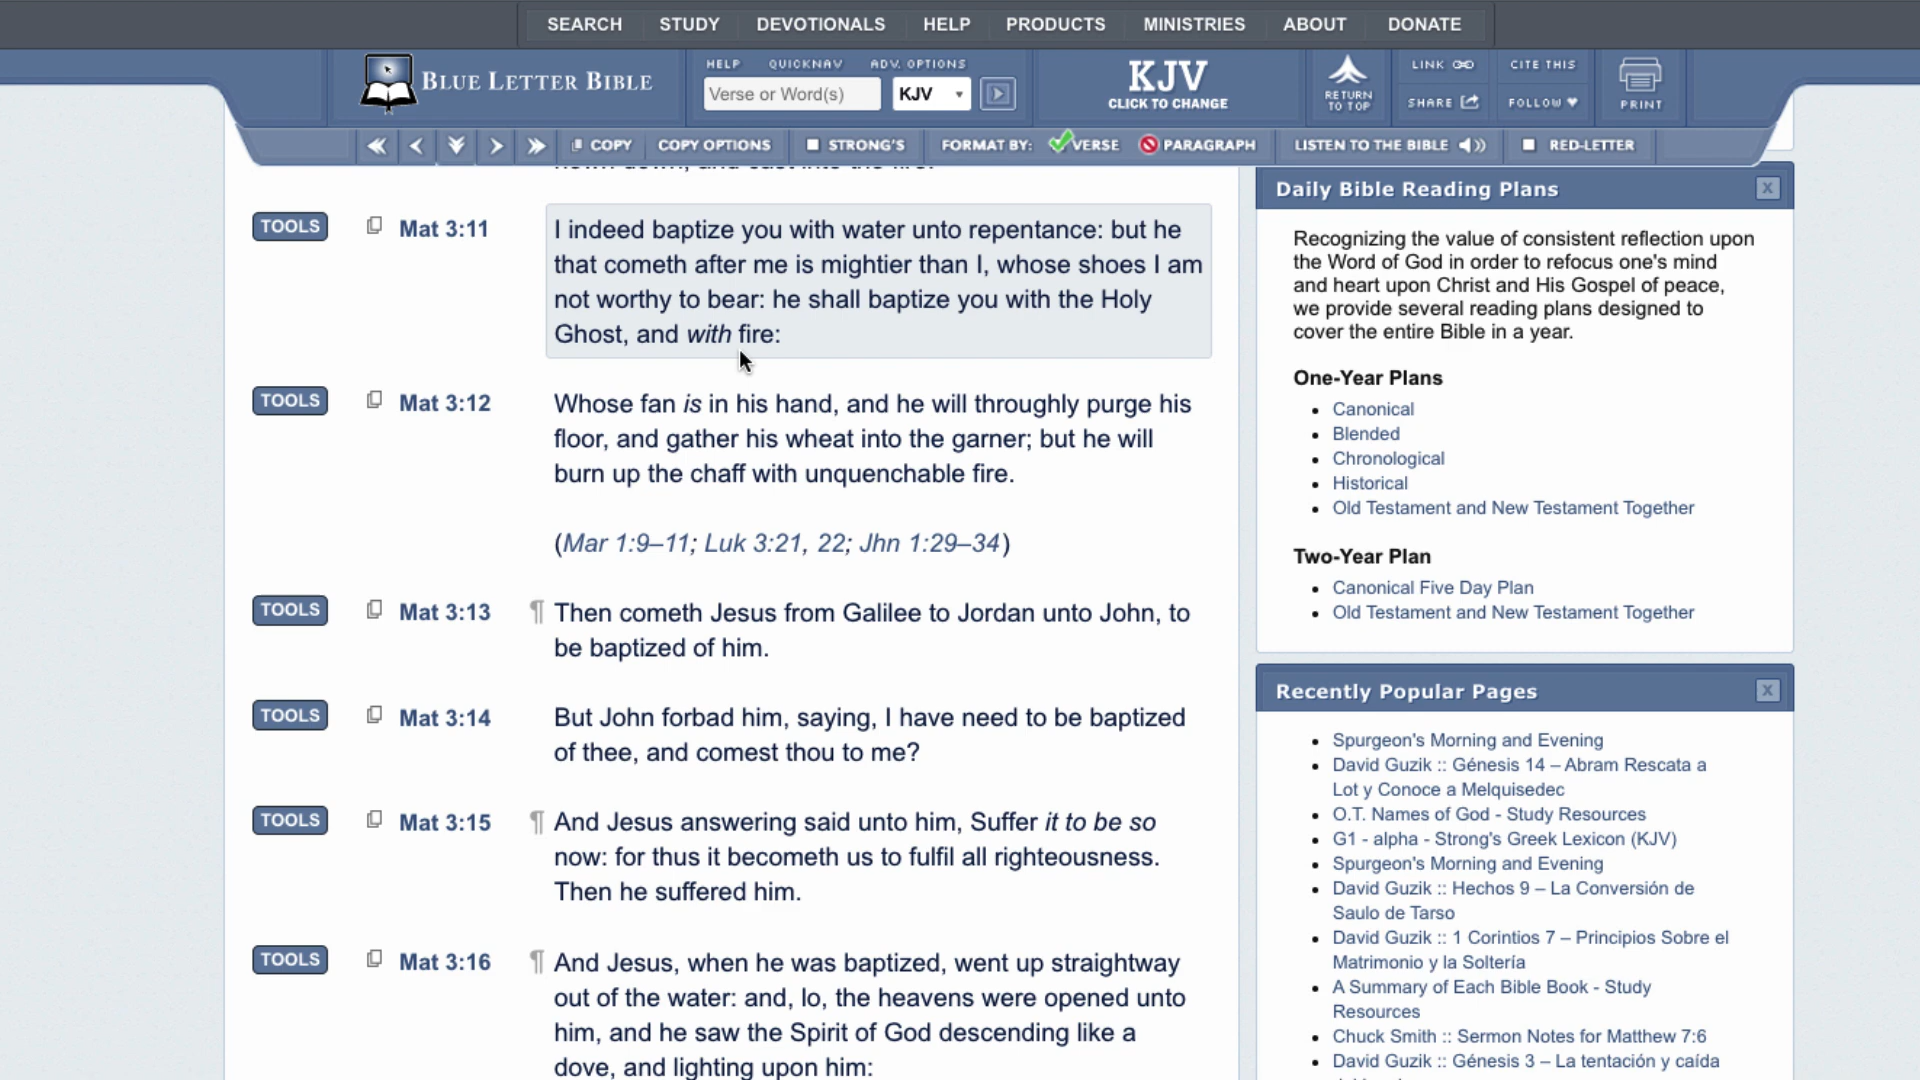 SEARCH STUDY DEVOTIONALS HELP PRODUCTS MINISTRIES ABOUT DONATE
BLUE LETTER BIBLE
HELP QUICKNAV ADV. OPTIONS
Verse or Word(s) KJV
KJV
CLICK TO CHANGE
RETURN
TO TOP
LINK CITE THIS
SHARE FOLLOW
PRINT
COPY COPY OPTIONS STRONG'S FORMAT BY: VERSE PARAGRAPH LISTEN TO THE BIBLE RED-LETTER
TOOLS Mat 3:11 I indeed baptize you with water unto repentance: but he
that cometh after me is mightier than I, whose shoes I am
not worthy to bear: he shall baptize you with the Holy
Ghost, and with fire:
TOOLS Mat 3:12 Whose fan is in his hand, and he will throughly purge his
floor, and gather his wheat into the garner; but he will
burn up the chaff with unquenchable fire.
(Mar 1:9–11; Luk 3:21, 22; Jhn 1:29–34)
TOOLS Mat 3:13 ¶ Then cometh Jesus from Galilee to Jordan unto John, to
be baptized of him.
TOOLS Mat 3:14 But John forbad him, saying, I have need to be baptized
of thee, and comest thou to me?
TOOLS Mat 3:15 ¶ And Jesus answering said unto him, Suffer it to be so
now: for thus it becometh us to fulfil all righteousness.
Then he suffered him.
TOOLS Mat 3:16 ¶ And Jesus, when he was baptized, went up straightway
out of the water: and, lo, the heavens were opened unto
him, and he saw the Spirit of God descending like a
dove, and lighting upon him:
Daily Bible Reading Plans X
Recognizing the value of consistent reflection upon
the Word of God in order to refocus one's mind
and heart upon Christ and His Gospel of peace,
we provide several reading plans designed to
cover the entire Bible in a year.
One-Year Plans
• Canonical
• Blended
• Chronological
• Historical
• Old Testament and New Testament Together
Two-Year Plan
• Canonical Five Day Plan
• Old Testament and New Testament Together
Recently Popular Pages X
• Spurgeon's Morning and Evening
• David Guzik :: Génesis 14 – Abram Rescata a
Lot y Conoce a Melquisedec
• O.T. Names of God - Study Resources
• G1 - alpha - Strong's Greek Lexicon (KJV)
• Spurgeon's Morning and Evening
• David Guzik :: Hechos 9 – La Conversión de
Saulo de Tarso
• David Guzik :: 1 Corintios 7 – Principios Sobre el
Matrimonio y la Soltería
• A Summary of Each Bible Book - Study
Resources
• Chuck Smith :: Sermon Notes for Matthew 7:6
• David Guzik :: Génesis 3 – La tentación y caída